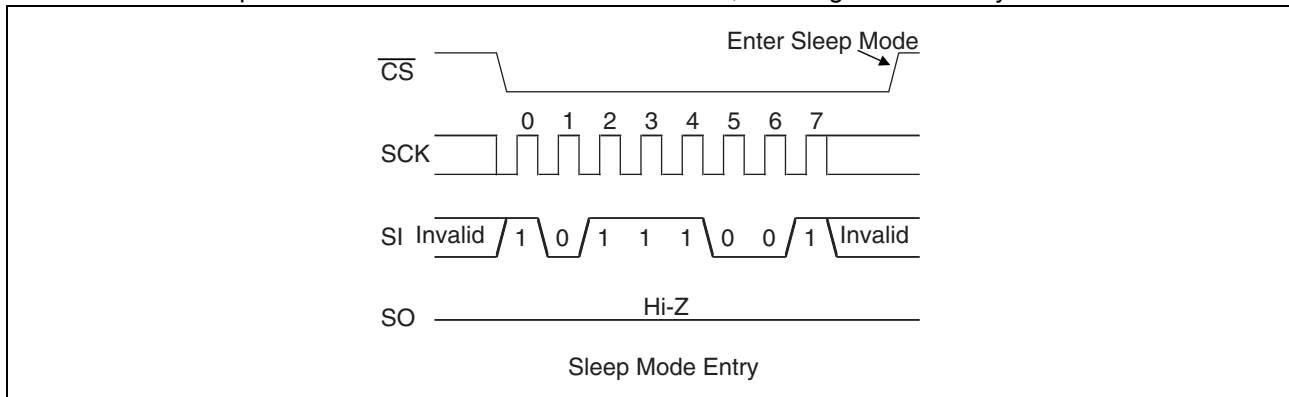 Enter Sleep Mode
CS
0 1 2 3 4 5 6 7
SCK
SI Invalid 1 0 1 1 1 0 0 1 Invalid
Hi-Z
SO
Sleep Mode Entry